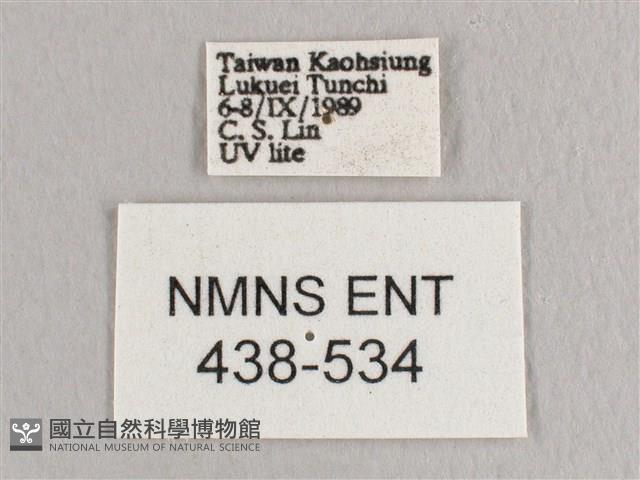 Taiwan Kaohsiung
Lukuei Tunchi
6-8/IX/1989
C. S. Lin
UV lite
NMNS ENT
438-534
國立自然科學博物館
NATIONAL MUSEUM OF NATURAL SCIENCE